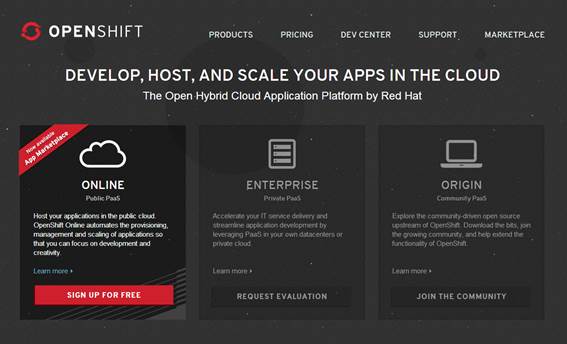 OPENSHIFT
PRODUCTS PRICING DEV CENTER SUPPORT MARKETPLACE
DEVELOP, HOST, AND SCALE YOUR APPS IN THE CLOUD
The Open Hybrid Cloud Application Platform by Red Hat
Now available
App Marketplace
ONLINE
Public PaaS
Host your applications in the public cloud.
OpenShift Online automates the provisioning,
management and scaling of applications so
that you can focus on development and
creativity.
Learn more
SIGN UP FOR FREE
ENTERPRISE
Private PaaS
Accelerate your IT service delivery and
streamline application development by
leveraging PaaS in your own datacenters or
private cloud.
Learn more
REQUEST EVALUATION
ORIGIN
Community PaaS
Explore the community-driven open source
upstream of OpenShift. Download the bits, join
the growing community, and help extend the
functionality of OpenShift.
Learn more
JOIN THE COMMUNITY